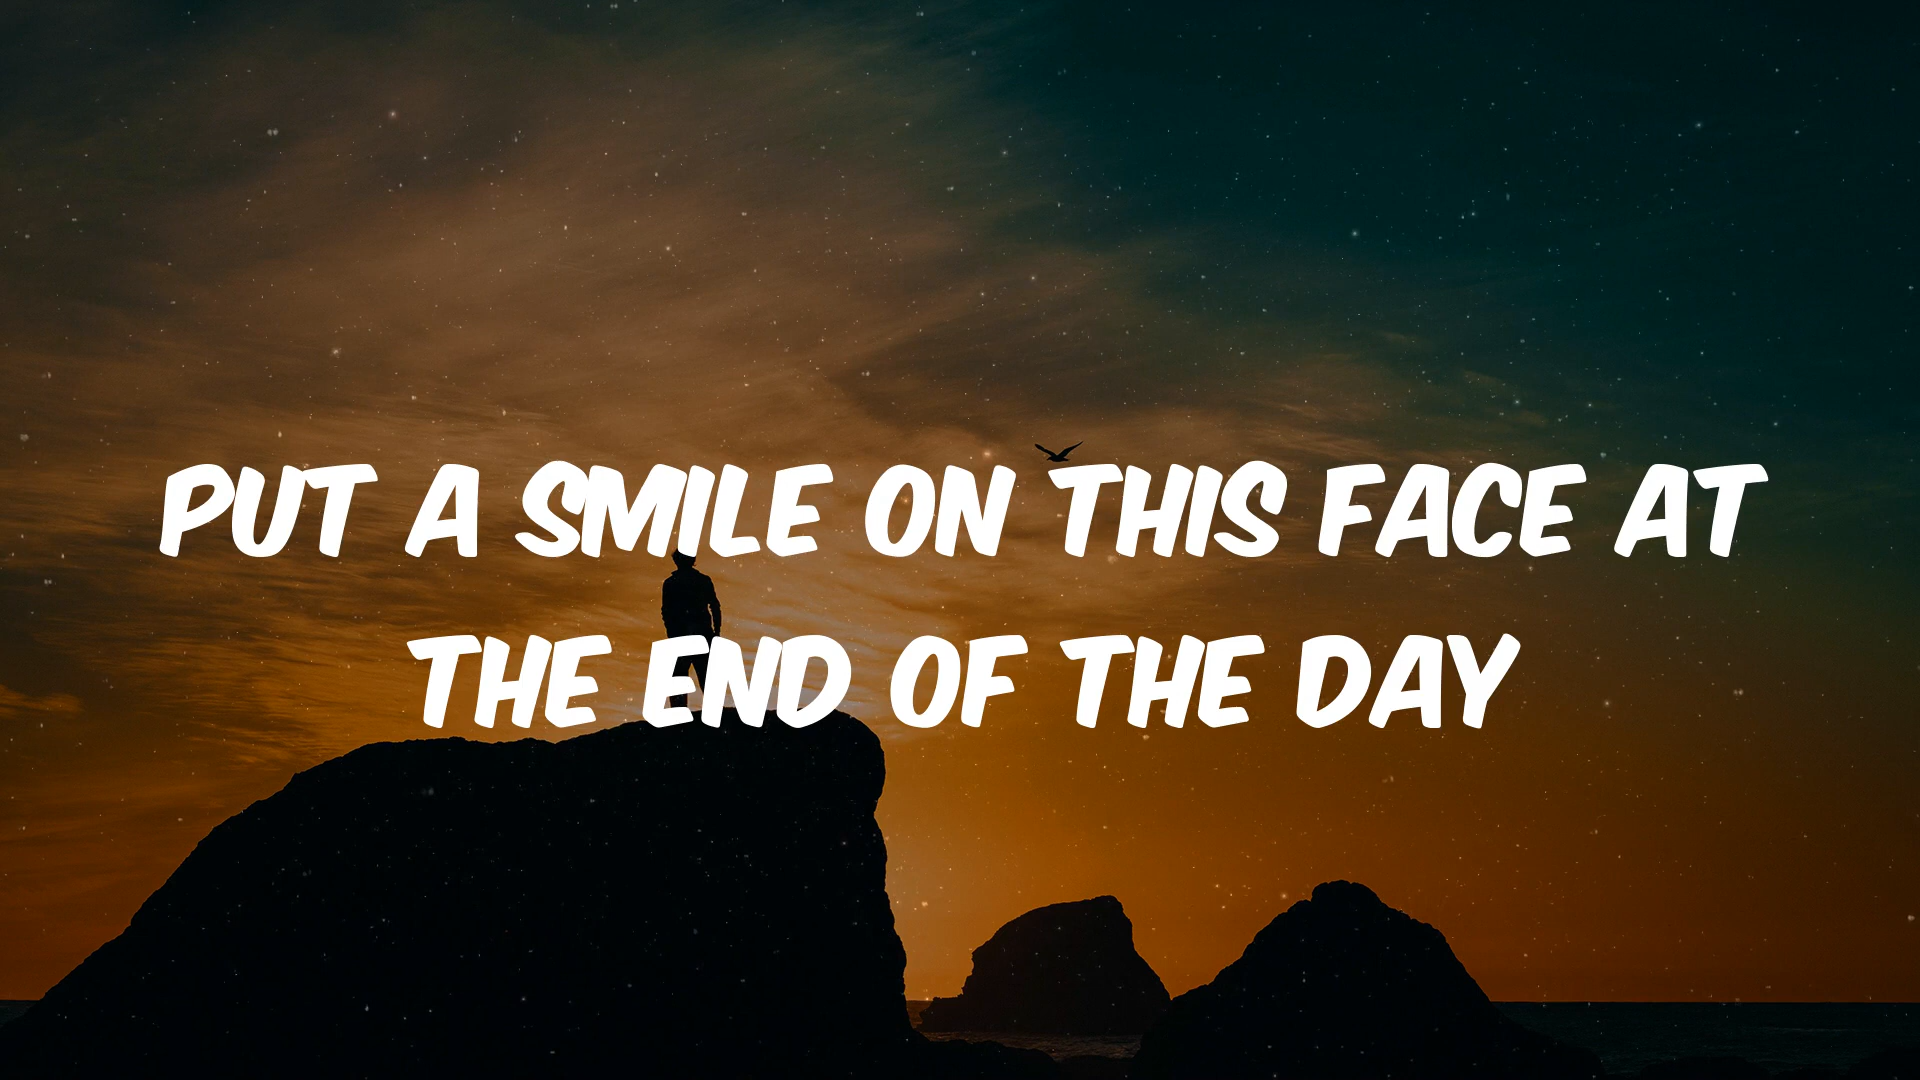 PUT A SMILE ON THIS FACE AT
THE END OF THE DAY